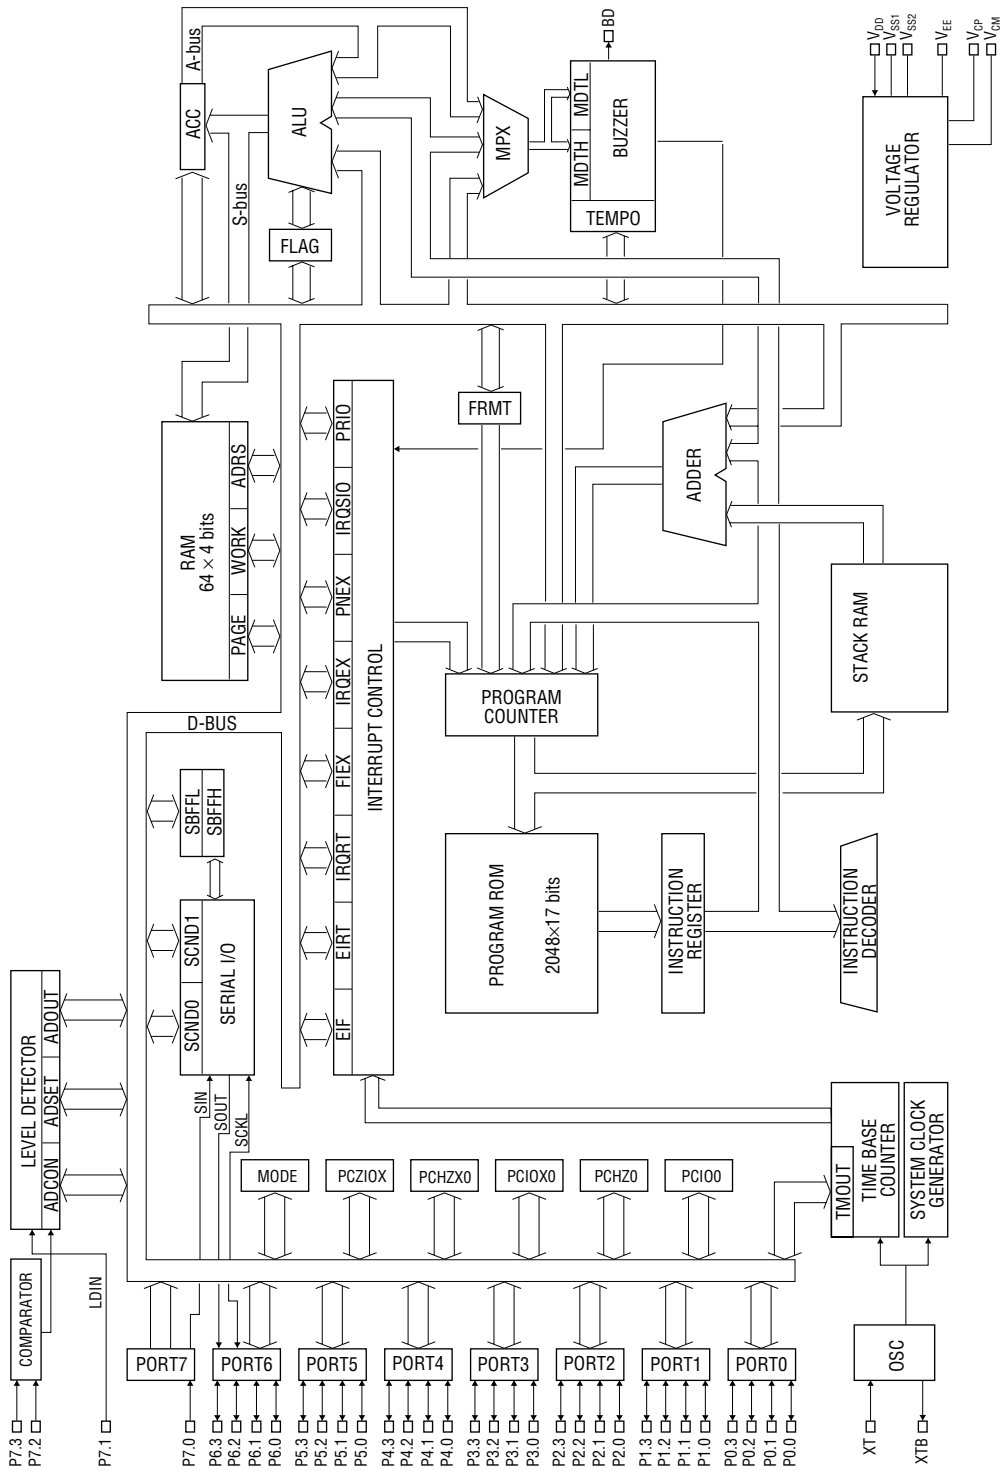 A-bus
ACC
S-bus
ALU
FLAG
MPX
MDTH
MDTL
BUZZER
TEMPO
BD
VOLTAGE
REGULATOR
VDD
VSS1
VSS2
VEE
VCP
VCM
RAM
64 × 4 bits
PAGE
WORK
ADRS
D-BUS
SBFFL
SBFFH
SCND0
SCND1
SERIAL I/O
EIF
EIRT
IRQRT
FIEX
IRQEX
PNEX
IRQSIO
PRIO
INTERRUPT CONTROL
FRMT
PROGRAM
COUNTER
ADDER
STACK RAM
PROGRAM ROM
2048×17 bits
INSTRUCTION
REGISTER
INSTRUCTION
DECODER
LEVEL DETECTOR
ADCON
ADSET
ADOUT
COMPARATOR
LDIN
SIN
SOUT
SCKL
MODE
PCZIOX
PCHZX0
PCIOX0
PCHZ0
PCIO0
TMOUT
TIME BASE
COUNTER
SYSTEM CLOCK
GENERATOR
PORT7
PORT6
PORT5
PORT4
PORT3
PORT2
PORT1
PORT0
OSC
P7.3
P7.2
P7.1
P7.0
P6.3
P6.2
P6.1
P6.0
P5.3
P5.2
P5.1
P5.0
P4.3
P4.2
P4.1
P4.0
P3.3
P3.2
P3.1
P3.0
P2.3
P2.2
P2.1
P2.0
P1.3
P1.2
P1.1
P1.0
P0.3
P0.2
P0.1
P0.0
XT
XTB